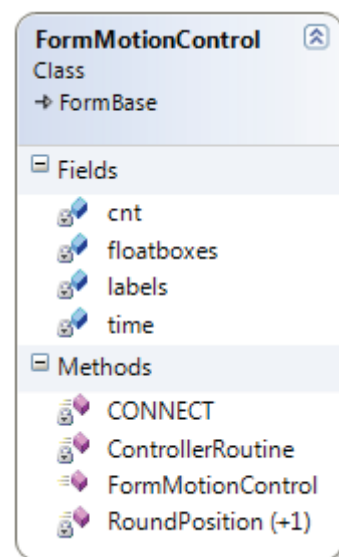 FormMotionControl
Class
FormBase
Fields
cnt
floatboxes
labels
time
Methods
CONNECT
ControllerRoutine
FormMotionControl
RoundPosition (+1)